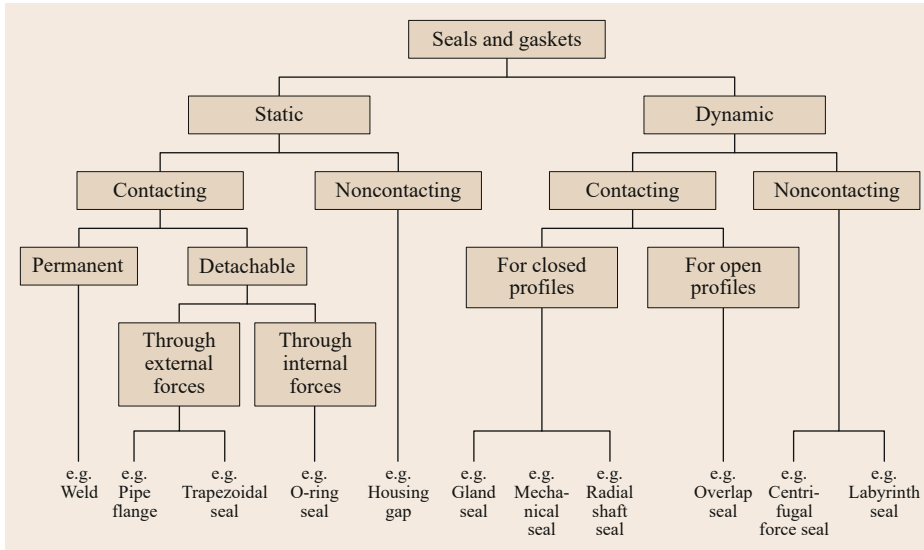 Seals and gaskets
Static
Dynamic
Contacting
Noncontacting
Contacting
Noncontacting
Permanent
Detachable
For closed
profiles
For open
profiles
Through
external
forces
Through
internal
forces
e.g.
Weld
e.g.
Pipe
flange
e.g.
Trapezoidal
seal
e.g.
O-ring
seal
e.g.
Housing
gap
e.g.
Gland
seal
e.g.
Mecha-
nical
seal
e.g.
Radial
shaft
seal
e.g.
Overlap
seal
e.g.
Centri-
fugal
force seal
e.g.
Labyrinth
seal